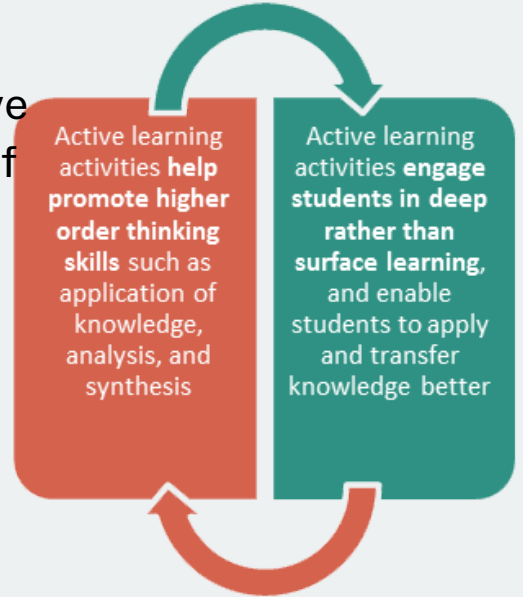 ve
f
Active learning
activities help
promote higher
order thinking
skills such as
application of
knowledge,
analysis, and
synthesis
Active learning
activities engage
students in deep
rather than
surface learning,
and enable
students to apply
and transfer
knowledge better